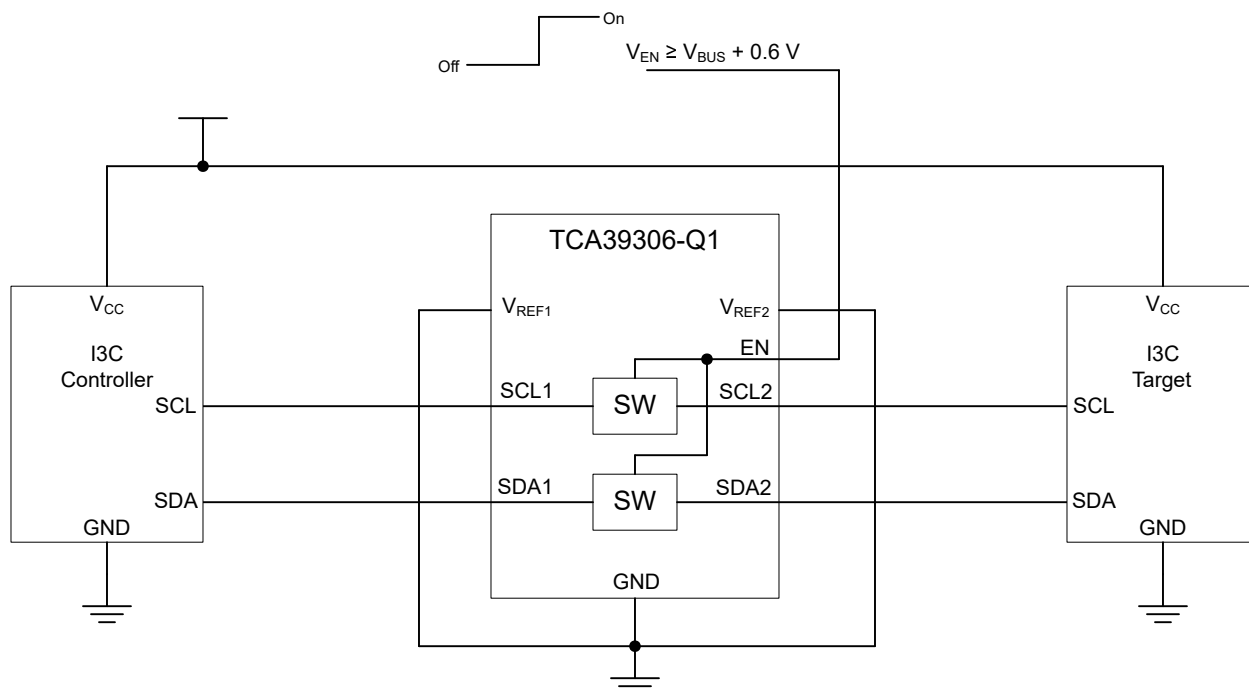 On
Off
V_EN ≥ V_BUS + 0.6 V
TCA39306-Q1
V_CC
I3C
Controller
SCL
SDA
GND
V_REF1
V_REF2
EN
SCL1
SW
SCL2
SDA1
SW
SDA2
GND
V_CC
I3C
Target
SCL
SDA
GND